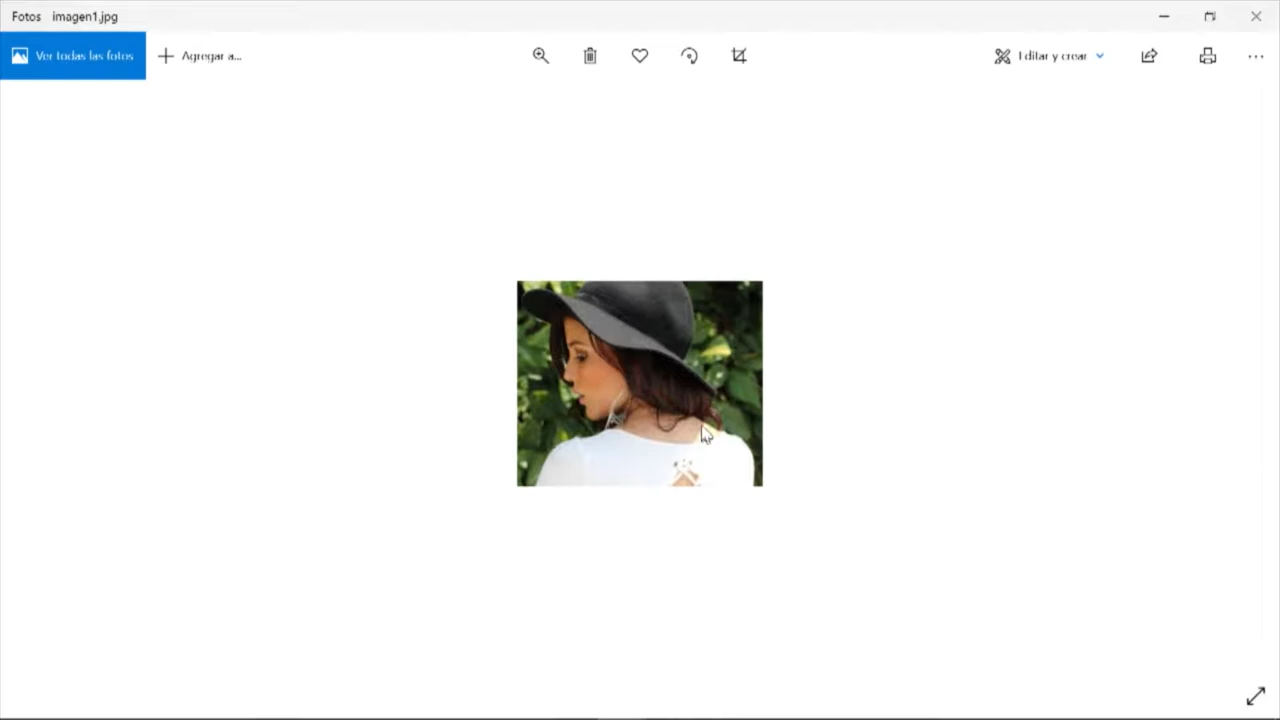 Fotos imagen1.jpg
Ver todas las fotos
Agregar a...
Editar y crear